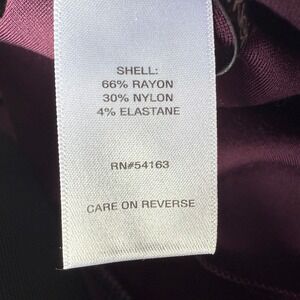 SHELL:
66% RAYON
30% NYLON
4% ELASTANE
RN#54163
CARE ON REVERSE